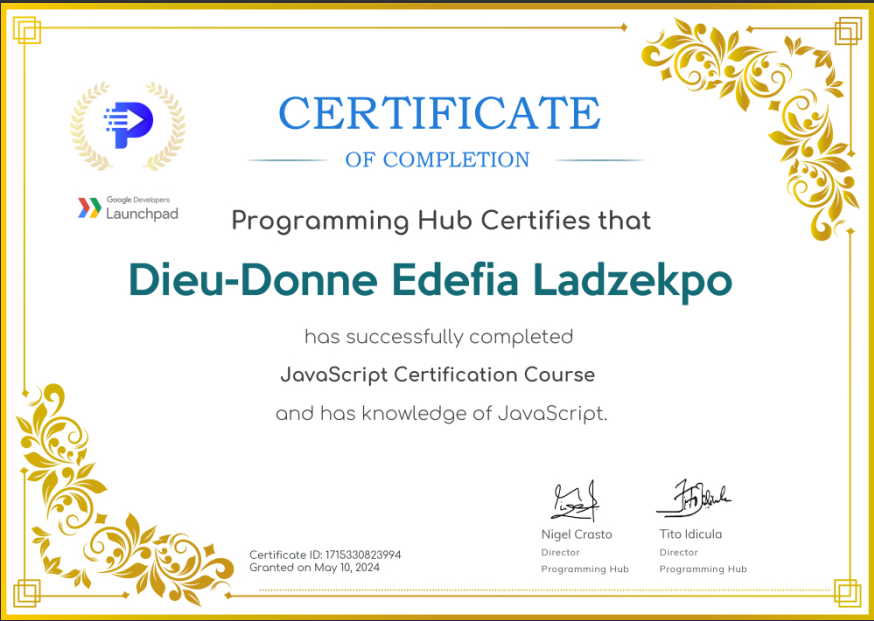 CERTIFICATE
OF COMPLETION
Google Developers
Launchpad
Programming Hub Certifies that
Dieu-Donne Edefia Ladzekpo
has successfully completed
JavaScript Certification Course
and has knowledge of JavaScript.
Nigel Crasto
Director
Programming Hub
Tito Idicula
Director
Programming Hub
Certificate ID: 1715330823994
Granted on May 10, 2024